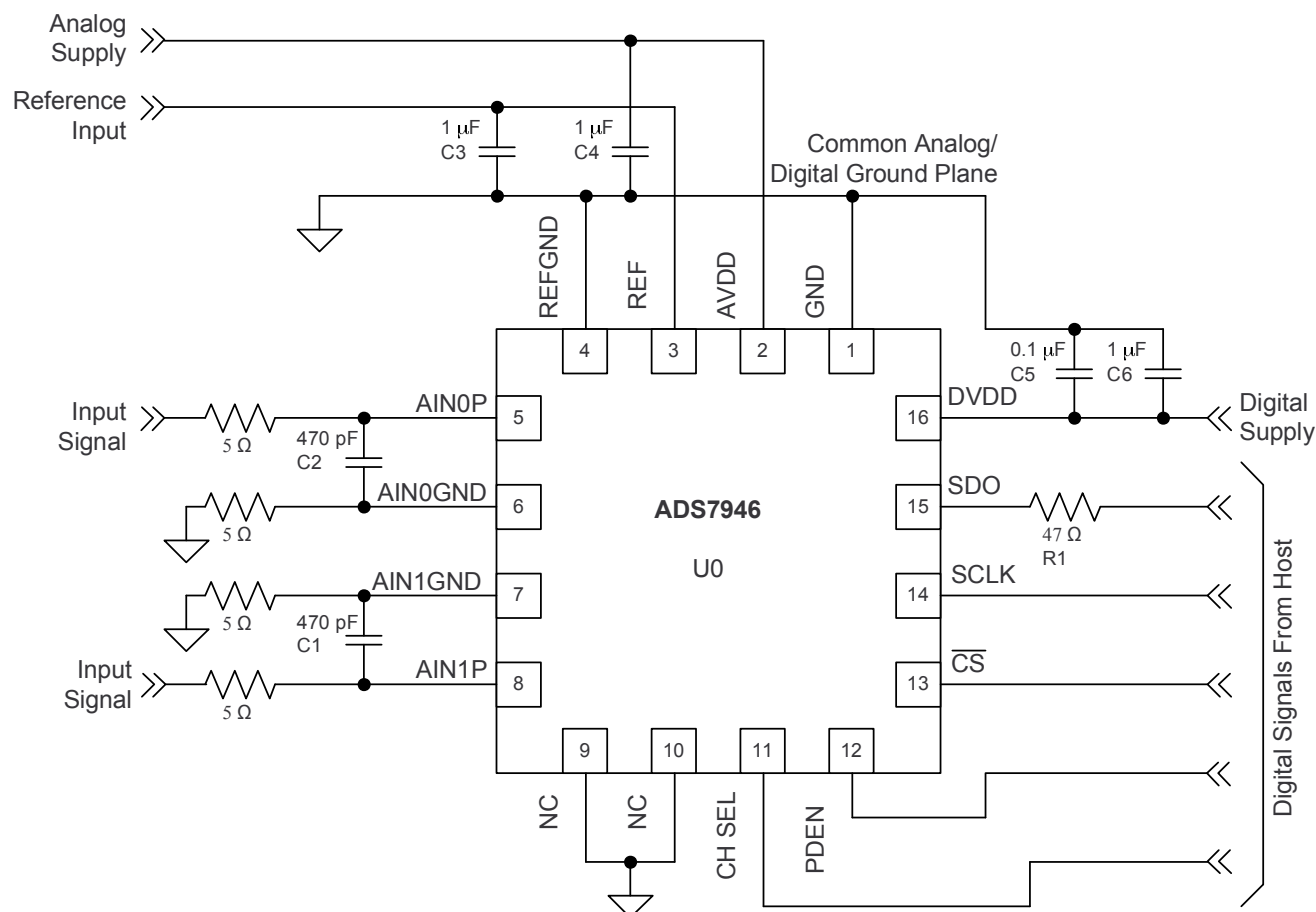 Analog
Supply
Reference
Input
1 μF
C3
1 μF
C4
Common Analog/
Digital Ground Plane
REFGND
REF
AVDD
GND
4
3
2
1
0.1 μF
C5
1 μF
C6
Input
Signal
5 Ω
AIN0P
5
470 pF
C2
AIN0GND
6
5 Ω
AIN1GND
7
5 Ω
470 pF
C1
Input
Signal
5 Ω
AIN1P
8
ADS7946
U0
DVDD
16
Digital
Supply
SDO
15
47 Ω
R1
SCLK
14
CS
13
9
10
11
12
NC
NC
CH SEL
PDEN
Digital Signals From Host